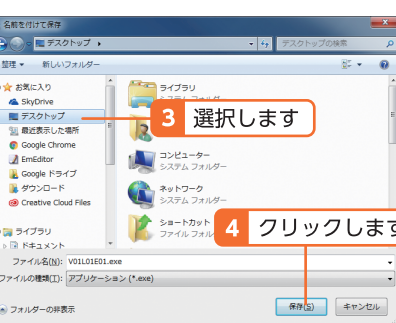 名前を付けて保存
デスクトップ
デスクトップの検索
整理
新しいフォルダー
お気に入り
SkyDrive
デスクトップ
最近表示した場所
Google Chrome
EmEditor
Google ドライブ
ダウンロード
Creative Cloud Files
ライブラリ
ドキュメント
ライブラリ
システム フォルダー
3 選択します
コンピューター
システム フォルダー
ネットワーク
システム フォルダー
ショートカット
ファイル フォル
4 クリックします
ファイル名(N): V01L01E01.exe
ファイルの種類(T): アプリケーション (*.exe)
フォルダーの非表示
保存(S)
キャンセル